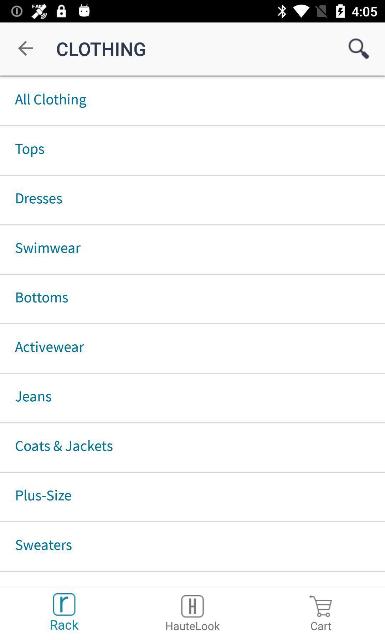 4:05
CLOTHING
All Clothing
Tops
Dresses
Swimwear
Bottoms
Activewear
Jeans
Coats & Jackets
Plus-Size
Sweaters
r
H
Rack
HauteLook
Cart